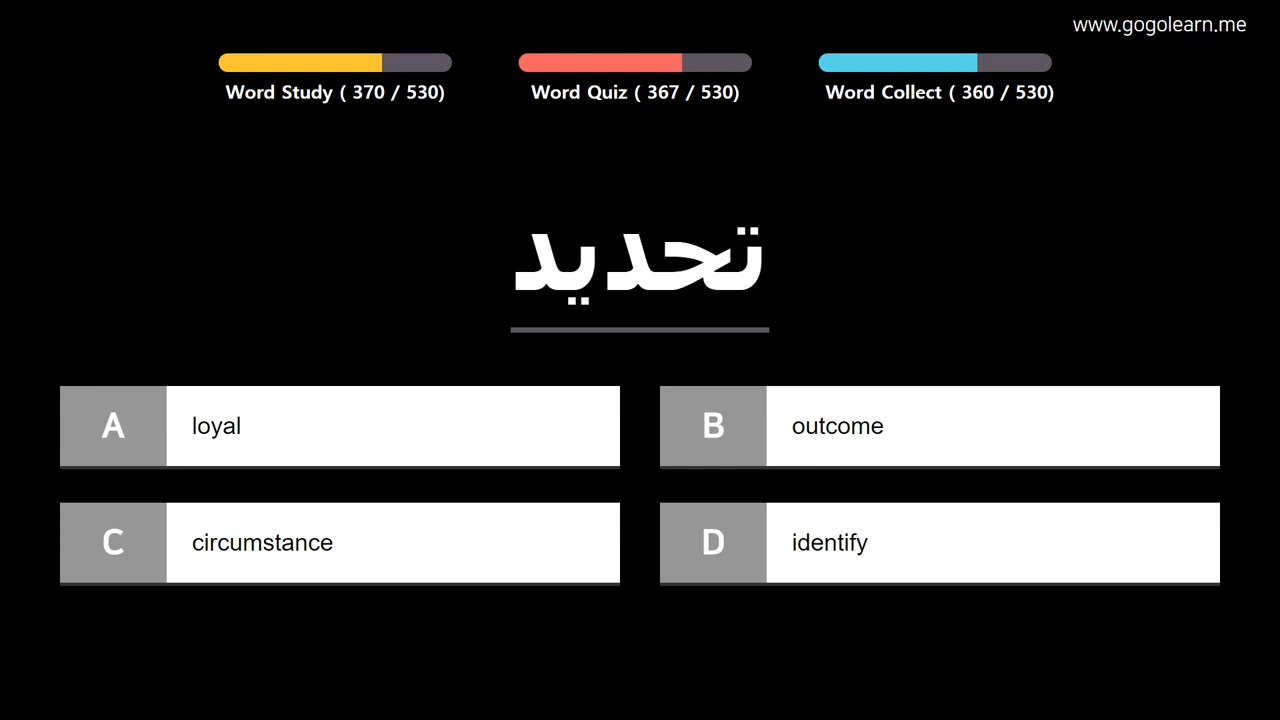 www.gogolearn.me
Word Study ( 370 / 530)
Word Quiz ( 367 / 530)
Word Collect ( 360 / 530)
تحديد
A loyal
B outcome
C circumstance
D identify